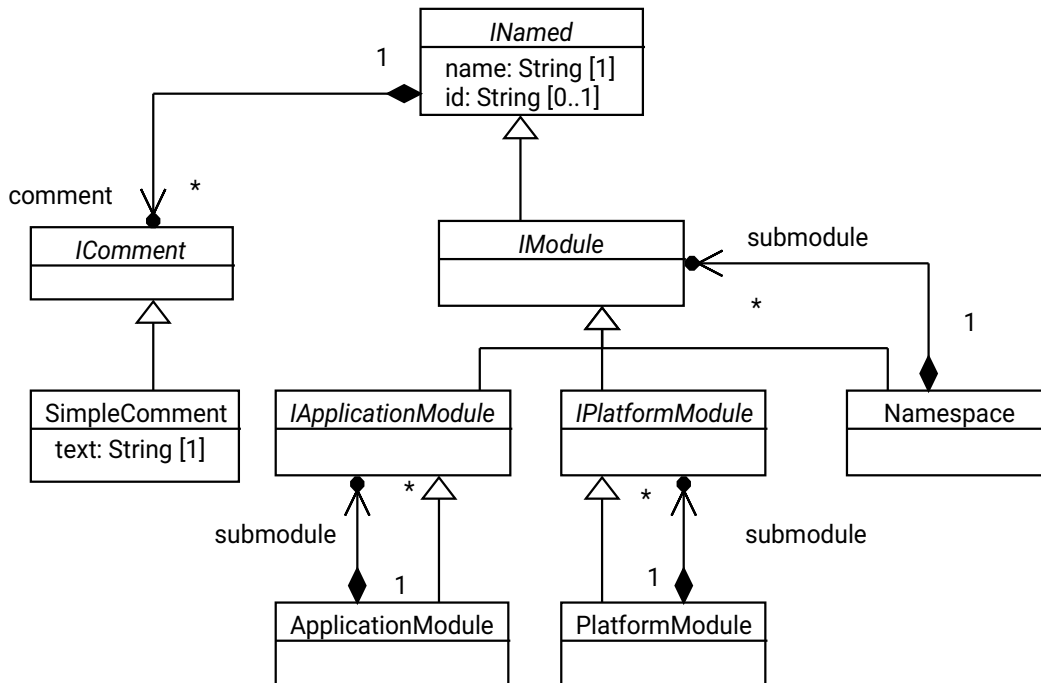 INamed
name: String [1]
id: String [0..1]
1
comment
*
IComment
IModule
submodule
*
1
SimpleComment
text: String [1]
IApplicationModule
IPlatformModule
Namespace
*
*
submodule
submodule
1
1
ApplicationModule
PlatformModule